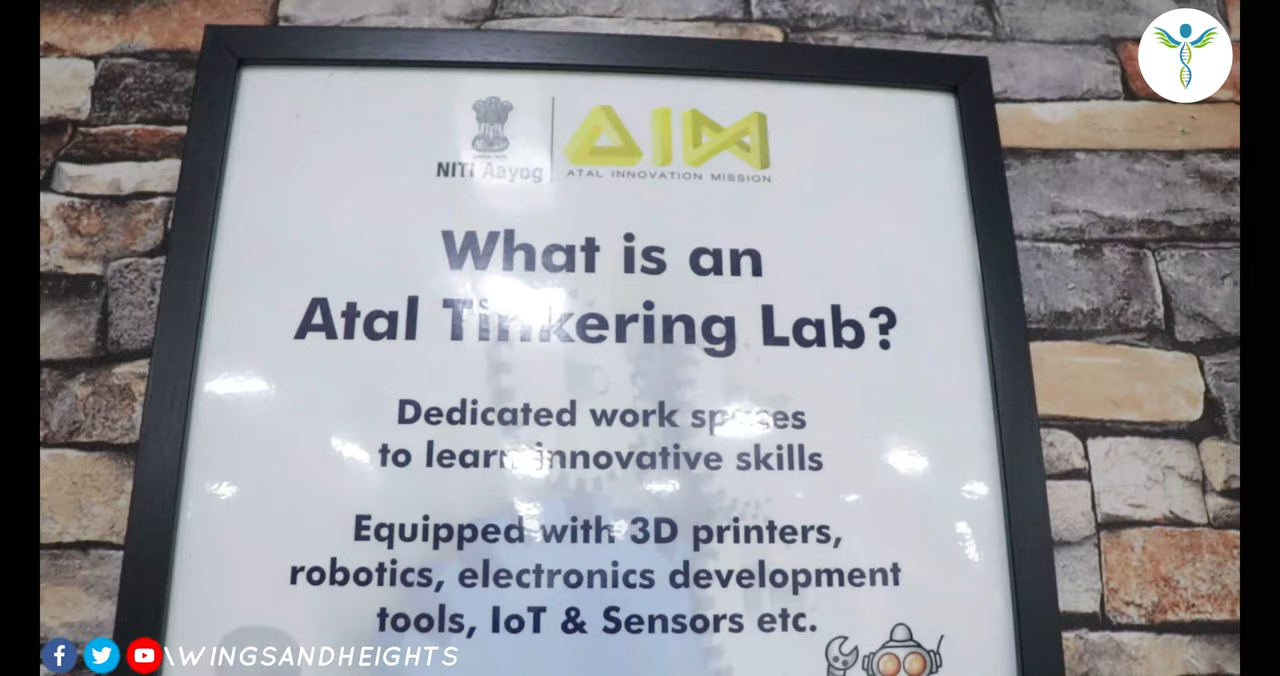 NITI Aayog
AIM
ATAL INNOVATION MISSION
What is an
Atal Tinkering Lab?
Dedicated work spaces
to learn innovative skills
Equipped with 3D printers,
robotics, electronics development
tools, IoT & Sensors etc.
\WINGSANDHEIGHTS